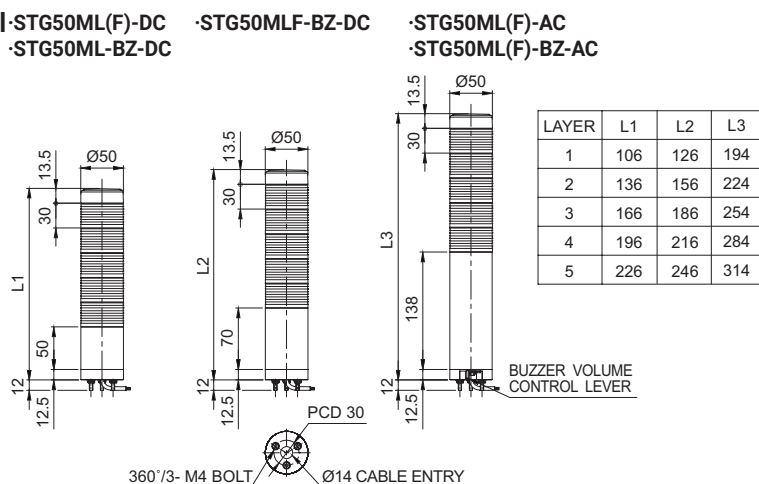 ·STG50ML(F)-DC ·STG50MLF-BZ-DC ·STG50ML(F)-AC
·STG50ML-BZ-DC ·STG50ML(F)-BZ-AC
Ø50
13.5
30
L1
50
12
12.5
Ø50
13.5
30
L2
70
12
12.5
Ø50
13.5
30
L3
138
12
12.5
BUZZER VOLUME
CONTROL LEVER
LAYER L1 L2 L3
1 106 126 194
2 136 156 224
3 166 186 254
4 196 216 284
5 226 246 314
PCD 30
360°/3- M4 BOLT
Ø14 CABLE ENTRY